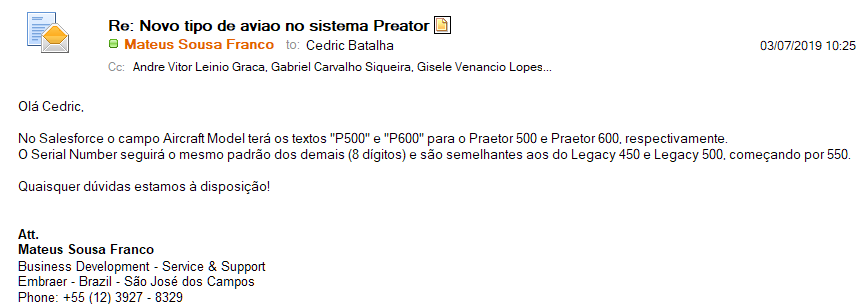 Re: Novo tipo de aviao no sistema Preator
Mateus Sousa Franco to: Cedric Batalha 03/07/2019 10:25
Cc: Andre Vitor Leinio Graca, Gabriel Carvalho Siqueira, Gisele Venancio Lopes...
Olá Cedric,
No Salesforce o campo Aircraft Model terá os textos "P500" e "P600" para o Praetor 500 e Praetor 600, respectivamente.
O Serial Number seguirá o mesmo padrão dos demais (8 dígitos) e são semelhantes aos do Legacy 450 e Legacy 500, começando por 550.
Quaisquer dúvidas estamos à disposição!
Att.
Mateus Sousa Franco
Business Development - Service & Support
Embraer - Brazil - São José dos Campos
Phone: +55 (12) 3927 - 8329